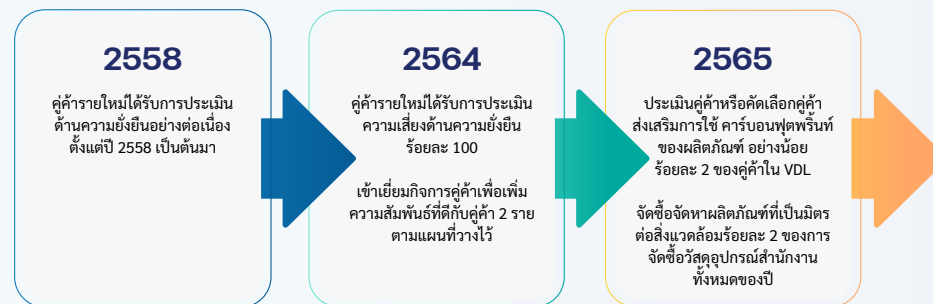 2558
คู่ค้ารายใหม่ได้รับการประเมิน
ด้านความยั่งยืนอย่างต่อเนื่อง
ตั้งแต่ปี 2558 เป็นต้นมา
2564
คู่ค้ารายใหม่ได้รับการประเมิน
ความเสี่ยงด้านความยั่งยืน
ร้อยละ 100
เข้าเยี่ยมกิจการคู่ค้าเพื่อเพิ่ม
ความสัมพันธ์ที่ดีกับคู่ค้า 2 ราย
ตามแผนที่วางไว้
2565
ประเมินคู่ค้าหรือคัดเลือกคู่ค้า
ส่งเสริมการใช้ คาร์บอนฟุตพริ้นท์
ของผลิตภัณฑ์ อย่างน้อย
ร้อยละ 2 ของคู่ค้าใน VDL
จัดซื้อจัดหาผลิตภัณฑ์ที่เป็นมิตร
ต่อสิ่งแวดล้อมร้อยละ 2 ของการ
จัดซื้อวัสดุอุปกรณ์สำนักงาน
ทั้งหมดของปี